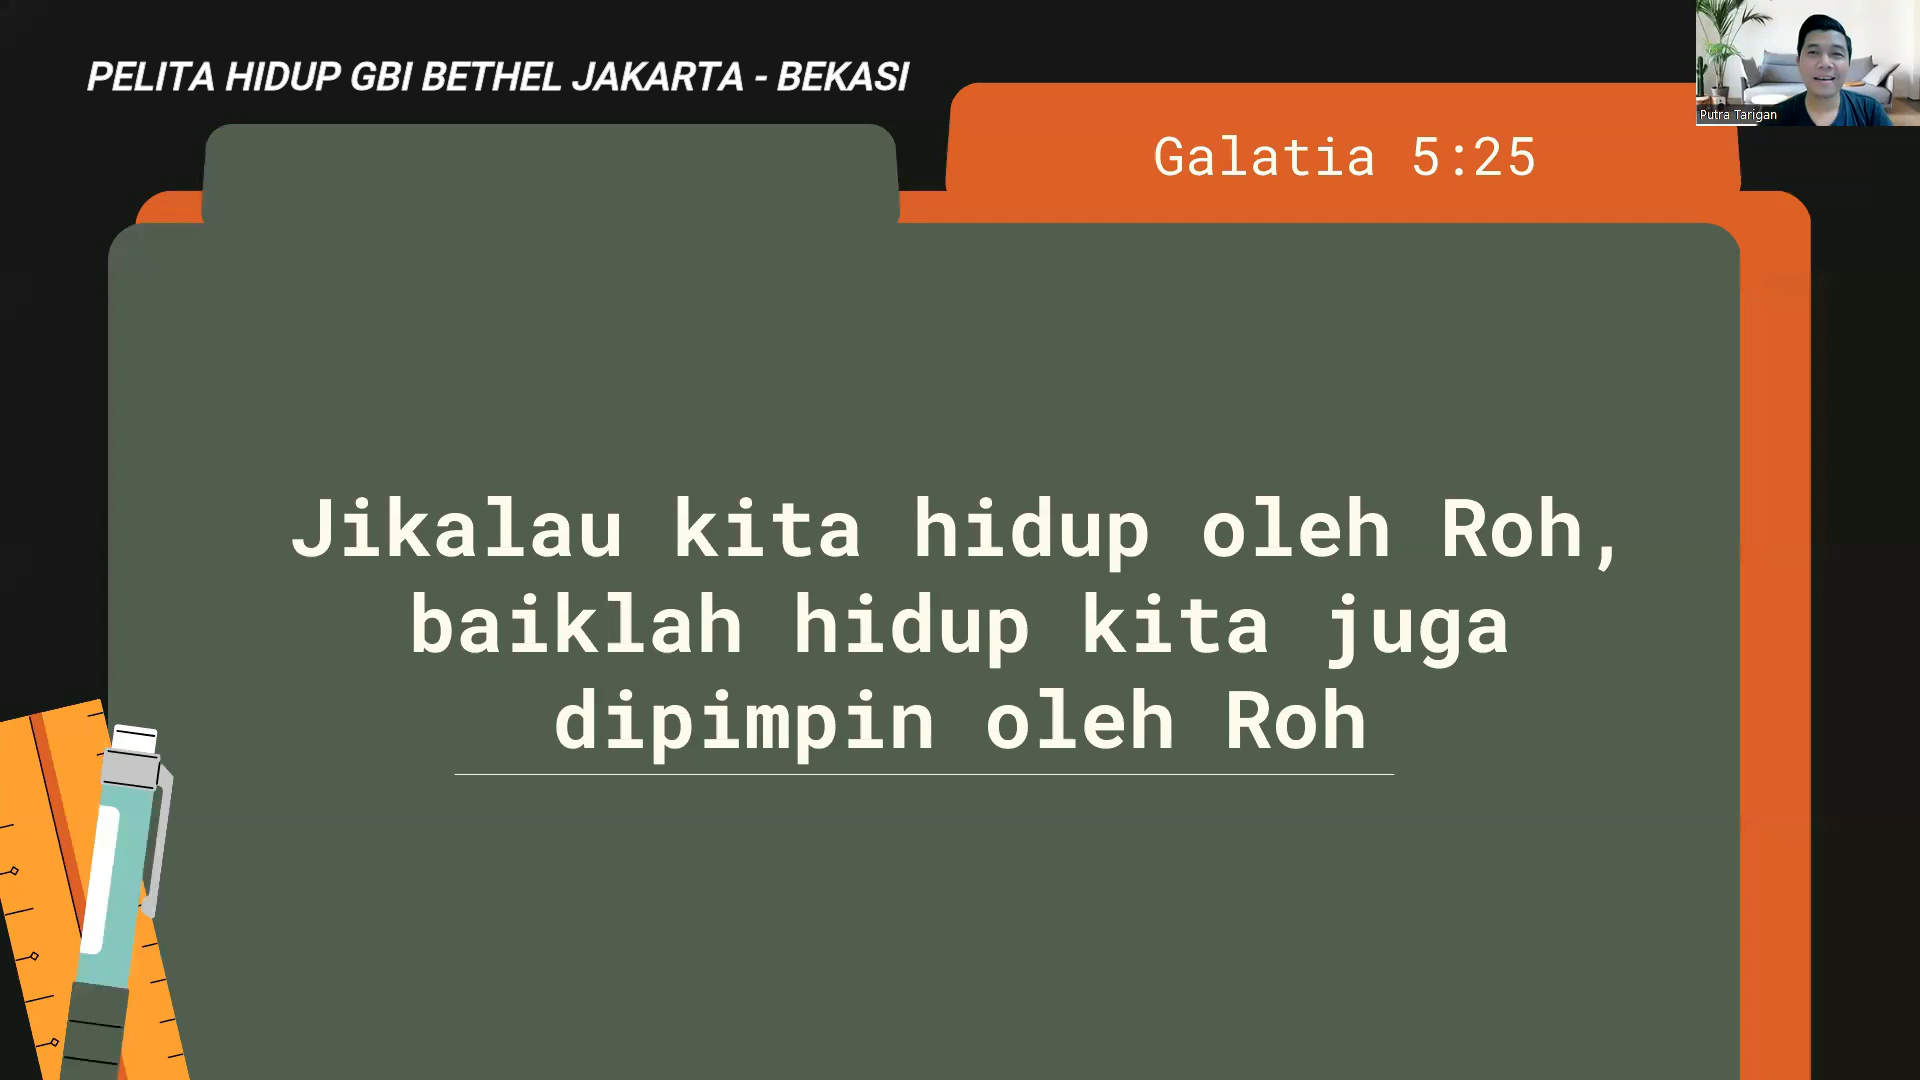 PELITA HIDUP GBI BETHEL JAKARTA - BEKASI
Putra Tarigan
Galatia 5:25
Jikalau kita hidup oleh Roh,
baiklah hidup kita juga
dipimpin oleh Roh